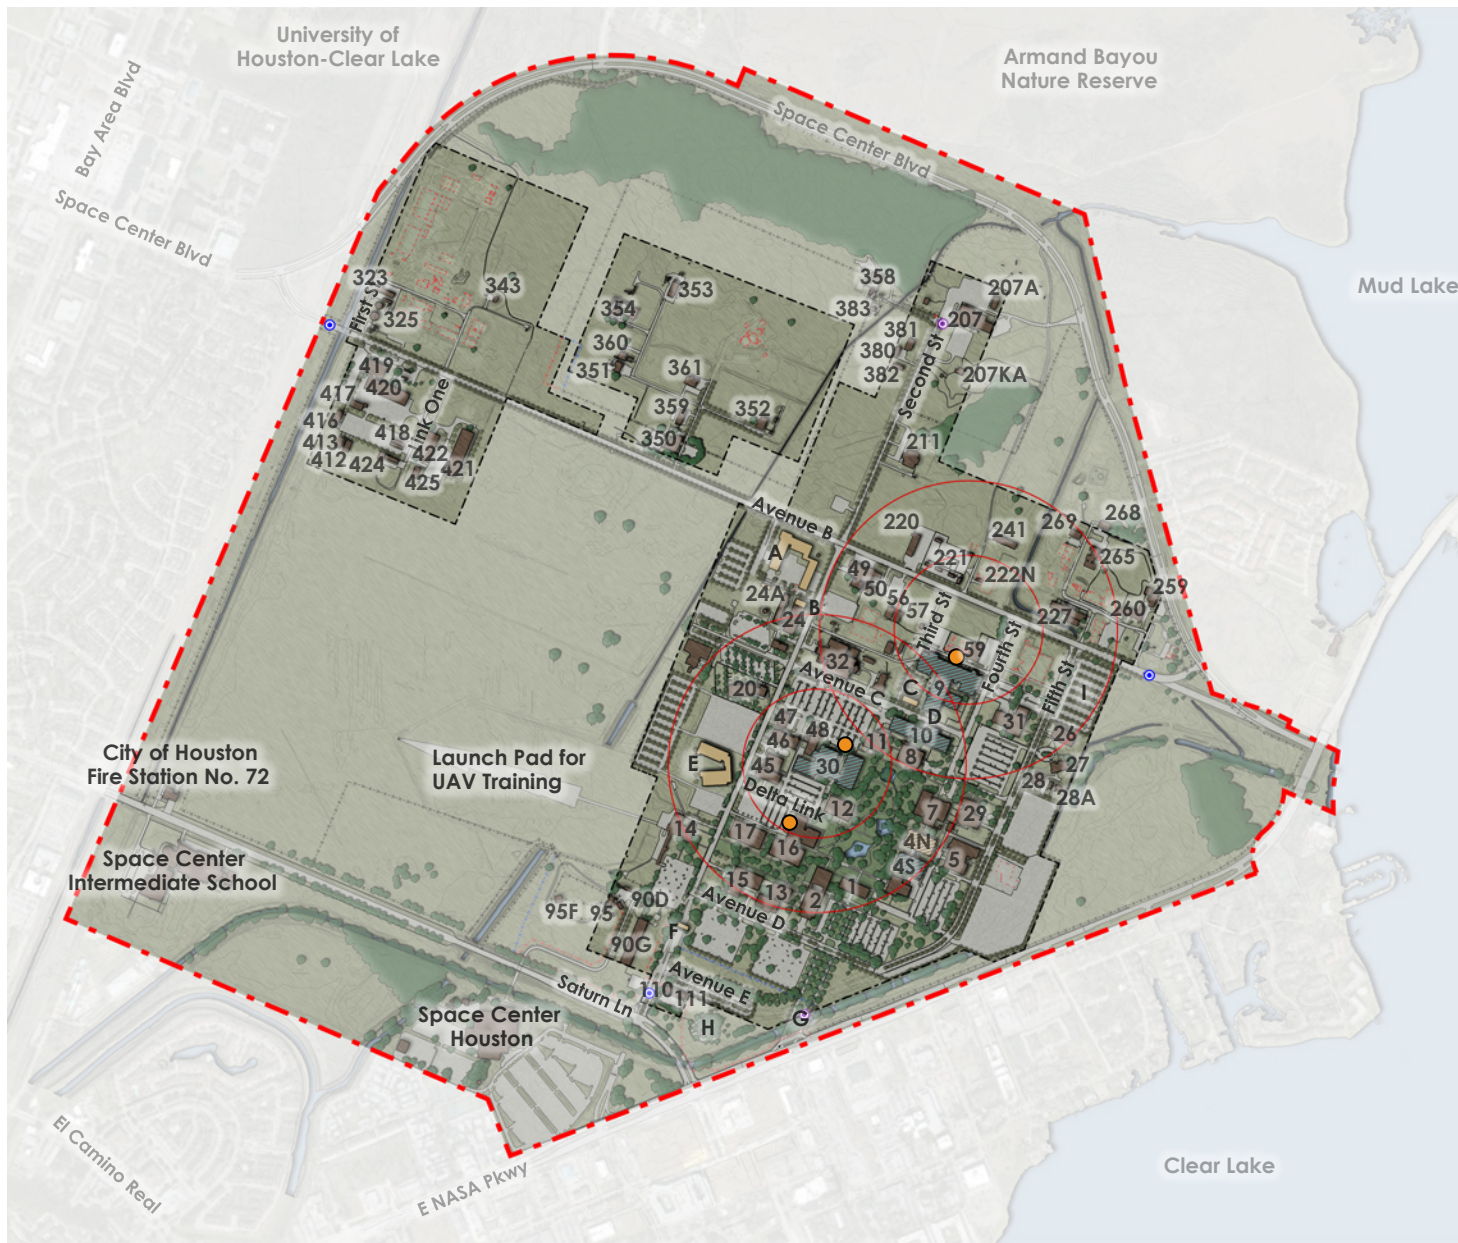 University of
Houston-Clear Lake
Armand Bayou
Nature Reserve
Bay Area Blvd
Space Center Blvd
Space Center Blvd
Mud Lake
323
First St
325
343
353
354
360
351
361
359
352
350
358
383
381
380
382
207A
207
207KA
Second St
211
419
420
417
416
413
412
418
424
425
422
421
Link One
Avenue B
A
220
221
241
222N
269
268
265
259
260
227
49
50
56
57
24A
24
B
32
Third St
59
Fourth St
Fifth St
I
Avenue C
C
9
D
20
47
46
48
45
30
11
10
8
31
26
27
28
28A
E
Delta Link
12
7
29
4N
4S
5
14
17
16
15
13
2
1
City of Houston
Fire Station No. 72
Launch Pad for
UAV Training
Space Center
Intermediate School
95F
95
90D
90G
F
Avenue D
Avenue E
110
111
H
G
Saturn Ln
Space Center
Houston
El Camino Real
E NASA Pkwy
Clear Lake